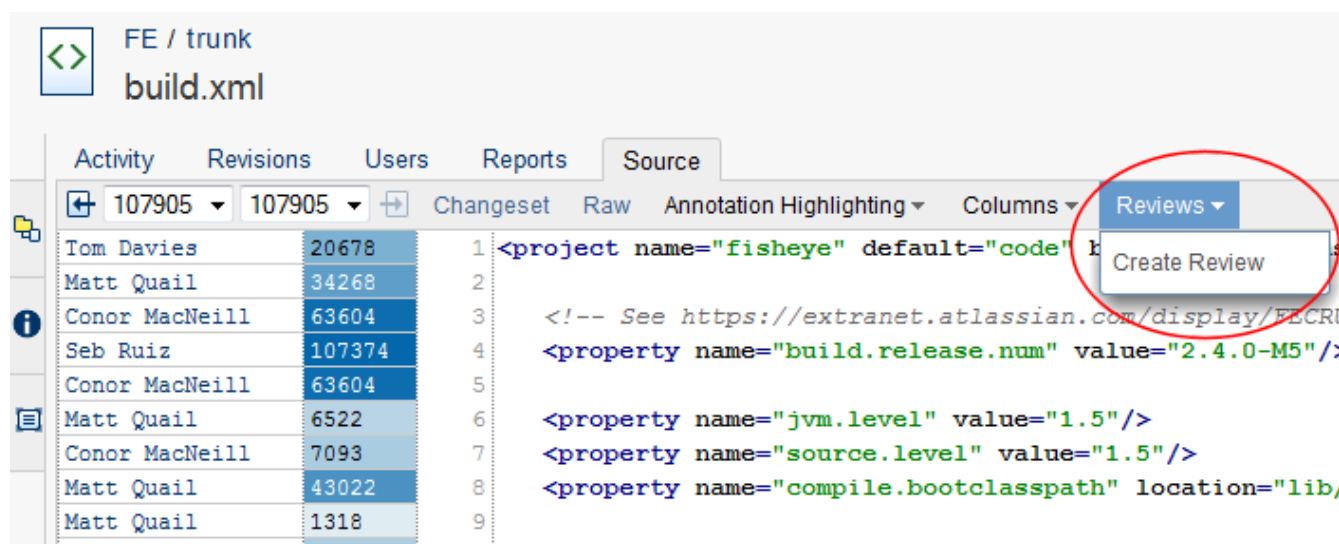 FE / trunk
build.xml
Activity Revisions Users Reports Source
107905 107905 Changeset Raw Annotation Highlighting Columns Reviews
Create Review
Tom Davies 20678 1 <project name="fisheye" default="code"
Matt Quail 34268 2
Conor MacNeill 63604 3 <!-- See https://extranet.atlassian.com/display/FECRU
Seb Ruiz 107374 4 <property name="build.release.num" value="2.4.0-M5"/>
Conor MacNeill 63604 5
Matt Quail 6522 6 <property name="jvm.level" value="1.5"/>
Conor MacNeill 7093 7 <property name="source.level" value="1.5"/>
Matt Quail 43022 8 <property name="compile.bootclasspath" location="lib/
Matt Quail 1318 9